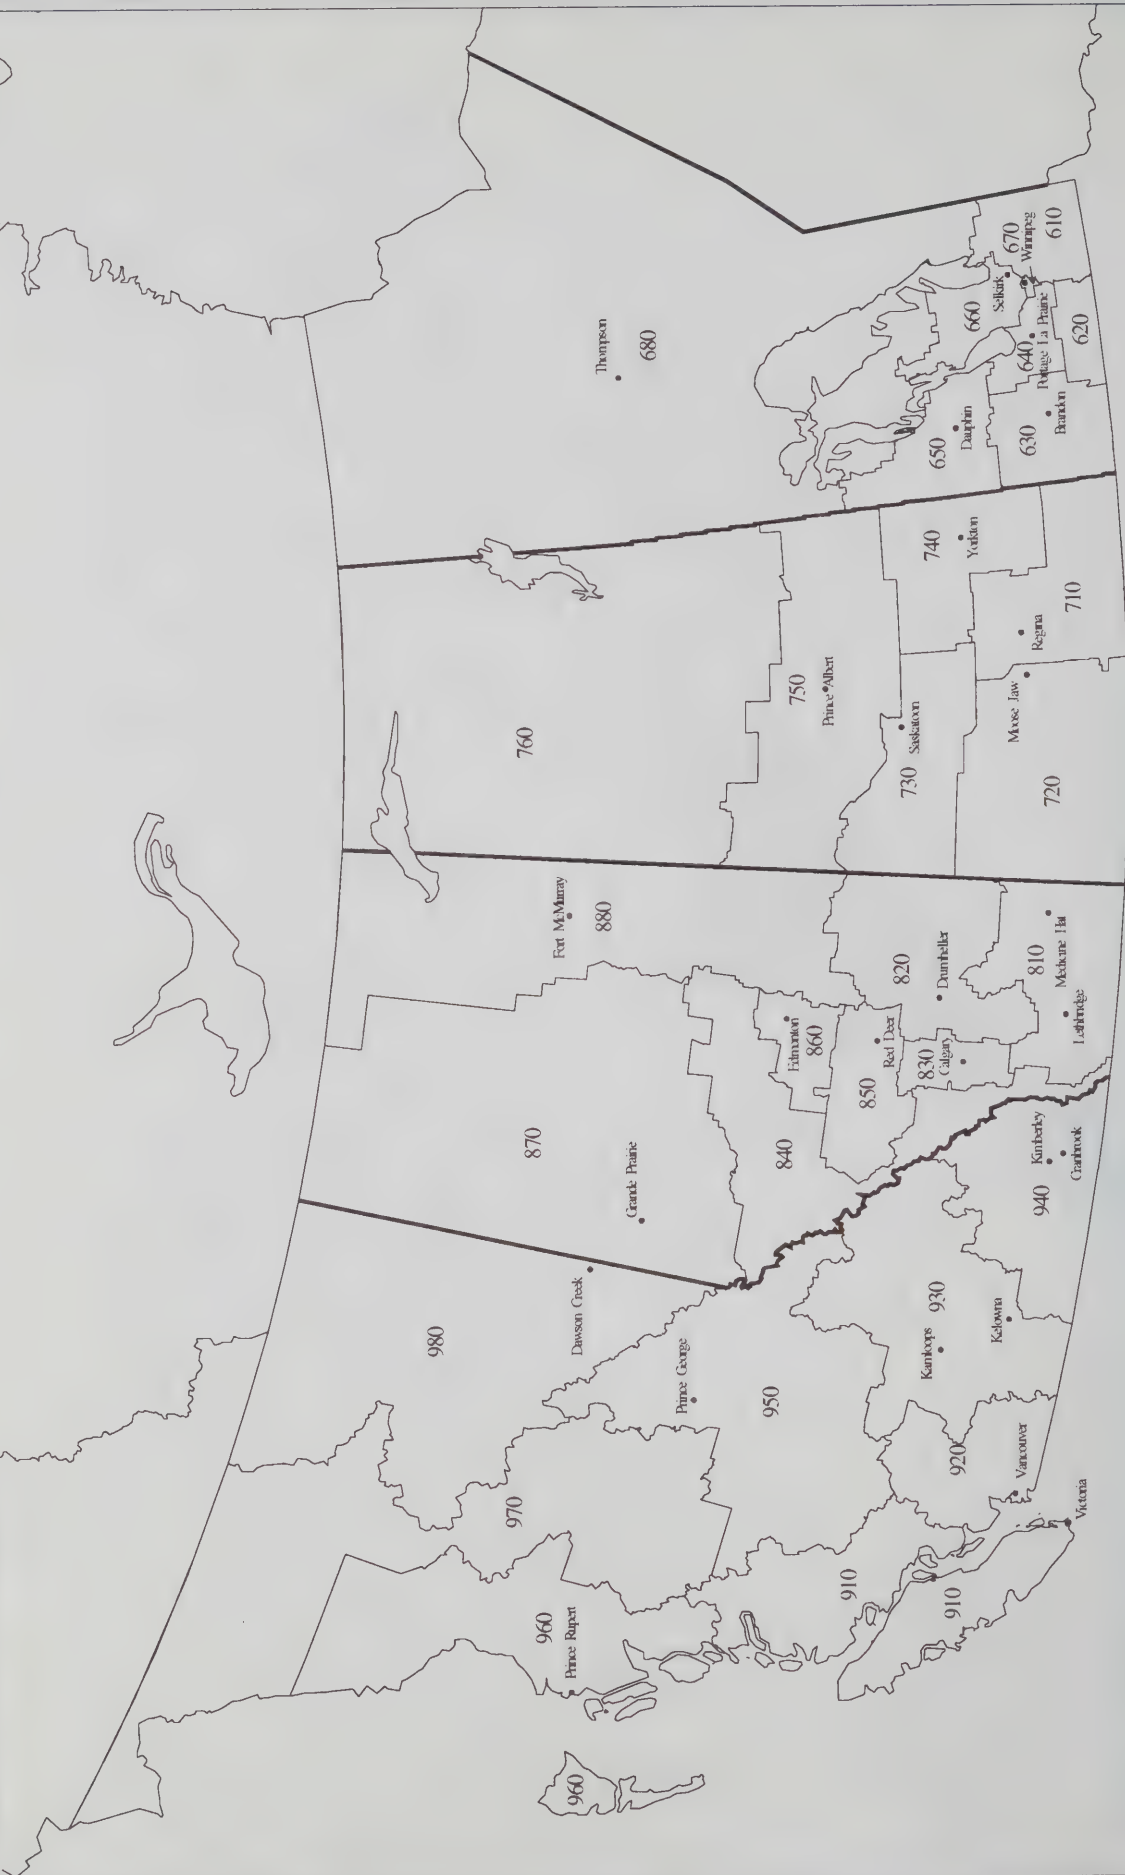 960
960
Prince Rupert
970
980
Dawson Creek
Prince George
950
910
910
Victoria
920
Vancouver
930
Kamloops
Kelowna
940
Kimberley
Cranbrook
870
Grande Prairie
880
Fort McMurray
840
860
Edmonton
850
Red Deer
830
Calgary
820
Drumheller
810
Medicine Hat
Lethbridge
760
750
Prince Albert
730
Saskatoon
740
Yorkton
720
Moose Jaw
710
Regina
680
Thompson
650
Dauphin
630
Brandon
660
Selkirk
640
Portage La Prairie
670
Winnipeg
620
610